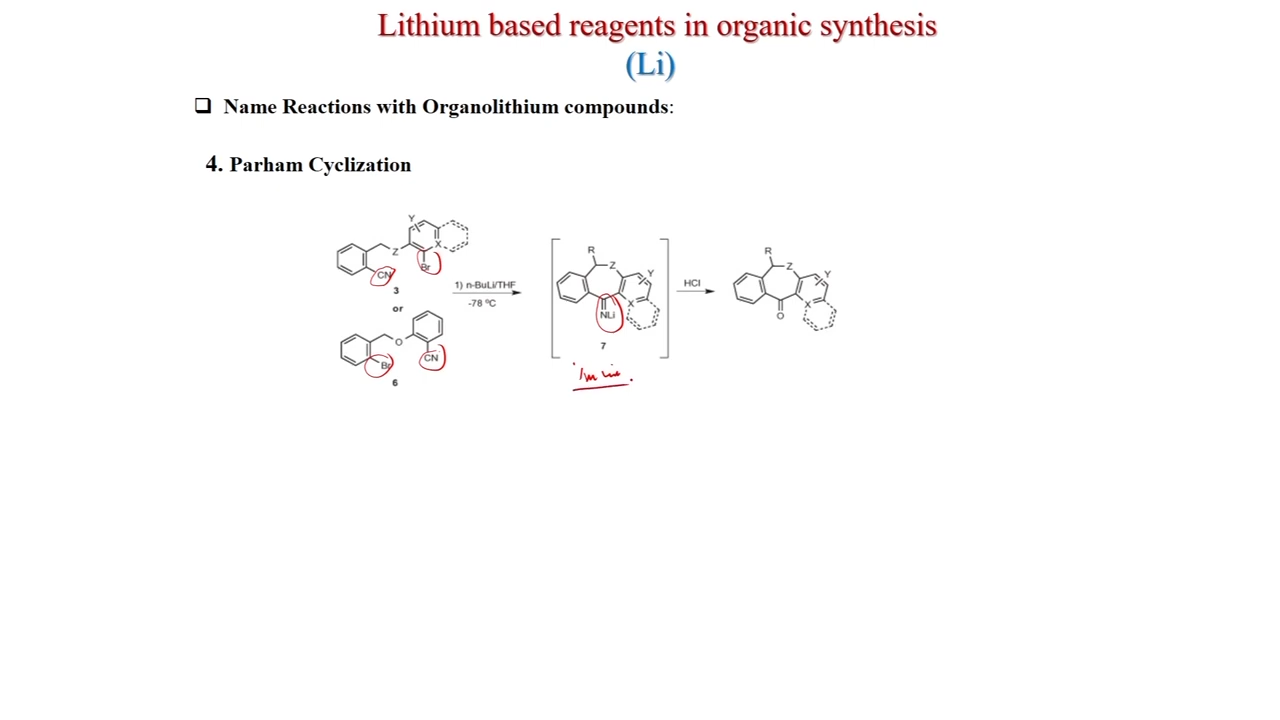 Lithium based reagents in organic synthesis
(Li)
❑ Name Reactions with Organolithium compounds:
4. Parham Cyclization
Y
Z
X
CN
Br
3
or
O
Br
CN
6
1) n-BuLi/THF
-78 ºC
R
Z
Y
X
NLi
7
HCl
R
Z
Y
X
O